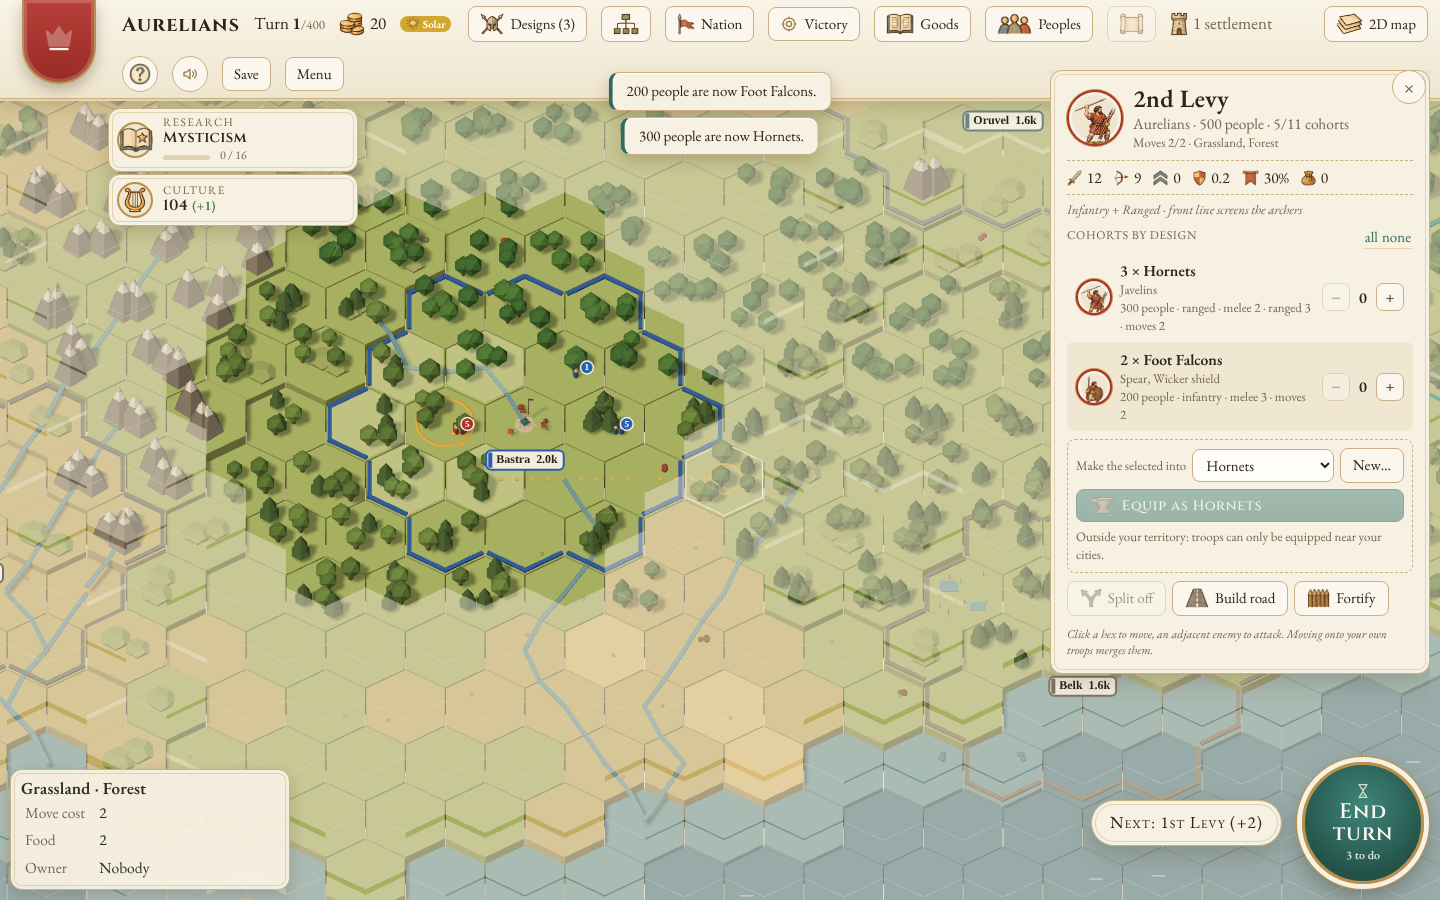 Aurelians
Turn 1/400
20
Solar
Designs (3)
Nation
Victory
Goods
Peoples
1 settlement
2D map
?
Save
Menu
200 people are now Foot Falcons.
300 people are now Hornets.
Research
Mysticism
0 / 16
Culture
104 (+1)
Oruvel 1.6k
1
5
5
Bastra 2.0k
Belk 1.6k
×
2nd Levy
Aurelians · 500 people · 5/11 cohorts
Moves 2/2 · Grassland, Forest
12 9 0 0.2 30% 0
Infantry + Ranged · front line screens the archers
Cohorts by design
all none
3 × Hornets
Javelins
300 people · ranged · melee 2 · ranged 3
· moves 2
− 0 +
2 × Foot Falcons
Spear, Wicker shield
200 people · infantry · melee 3 · moves
2
− 0 +
Make the selected into
Hornets
New...
Equip as Hornets
Outside your territory: troops can only be equipped near your
cities.
Split off
Build road
Fortify
Click a hex to move, an adjacent enemy to attack. Moving onto your own
troops merges them.
Grassland · Forest
Move cost 2
Food 2
Owner Nobody
Next: 1st Levy (+2)
End
turn
3 to do